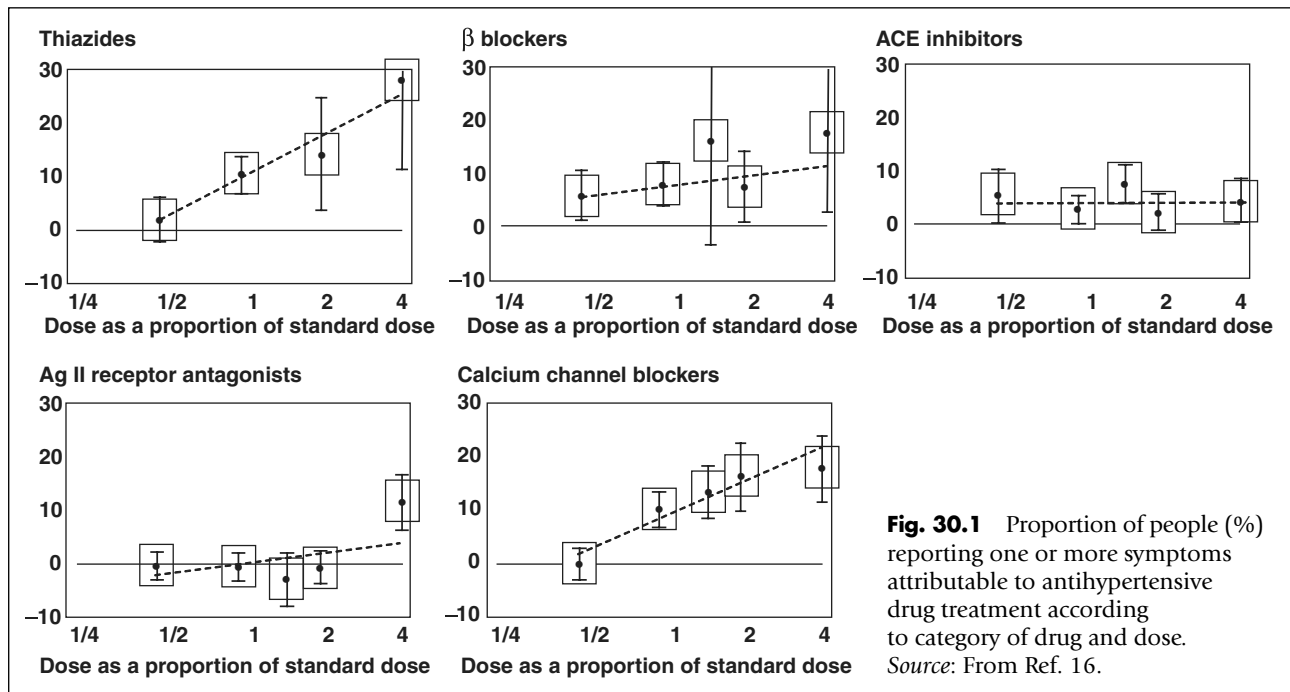 Thiazides
30
20
10
0
–10
1/4 1/2 1 2 4
Dose as a proportion of standard dose
β blockers
30
20
10
0
–10
1/4 1/2 1 2 4
Dose as a proportion of standard dose
ACE inhibitors
30
20
10
0
–10
1/4 1/2 1 2 4
Dose as a proportion of standard dose
Ag II receptor antagonists
30
20
10
0
–10
1/4 1/2 1 2 4
Dose as a proportion of standard dose
Calcium channel blockers
30
20
10
0
–10
1/4 1/2 1 2 4
Dose as a proportion of standard dose
Fig. 30.1 Proportion of people (%)
reporting one or more symptoms
attributable to antihypertensive
drug treatment according
to category of drug and dose.
Source: From Ref. 16.